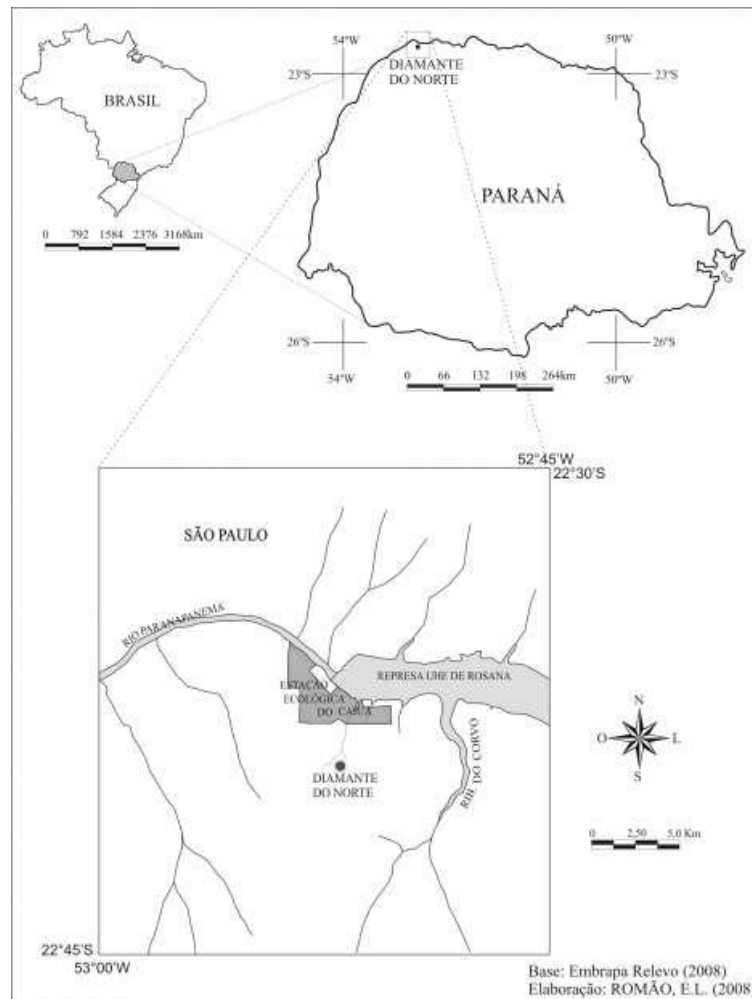 BRASIL
0 792 1584 2376 3168km
54°W
50°W
23°S
23°S
DIAMANTE
DO NORTE
PARANÁ
26°S
26°S
54°W
50°W
0 66 132 198 264km
52°45'W
22°30'S
SÃO PAULO
RIO PARANAPANEMA
REPRESA UHE DE ROSANA
ESTAÇÃO
ECOLÓGICA
DO CAIUÁ
RIB. DO CORVO
DIAMANTE
DO NORTE
N
O L
S
0 2,50 5,0 Km
22°45'S
53°00'W
Base: Embrapa Relevo (2008)
Elaboração: ROMÃO, E.L. (2008